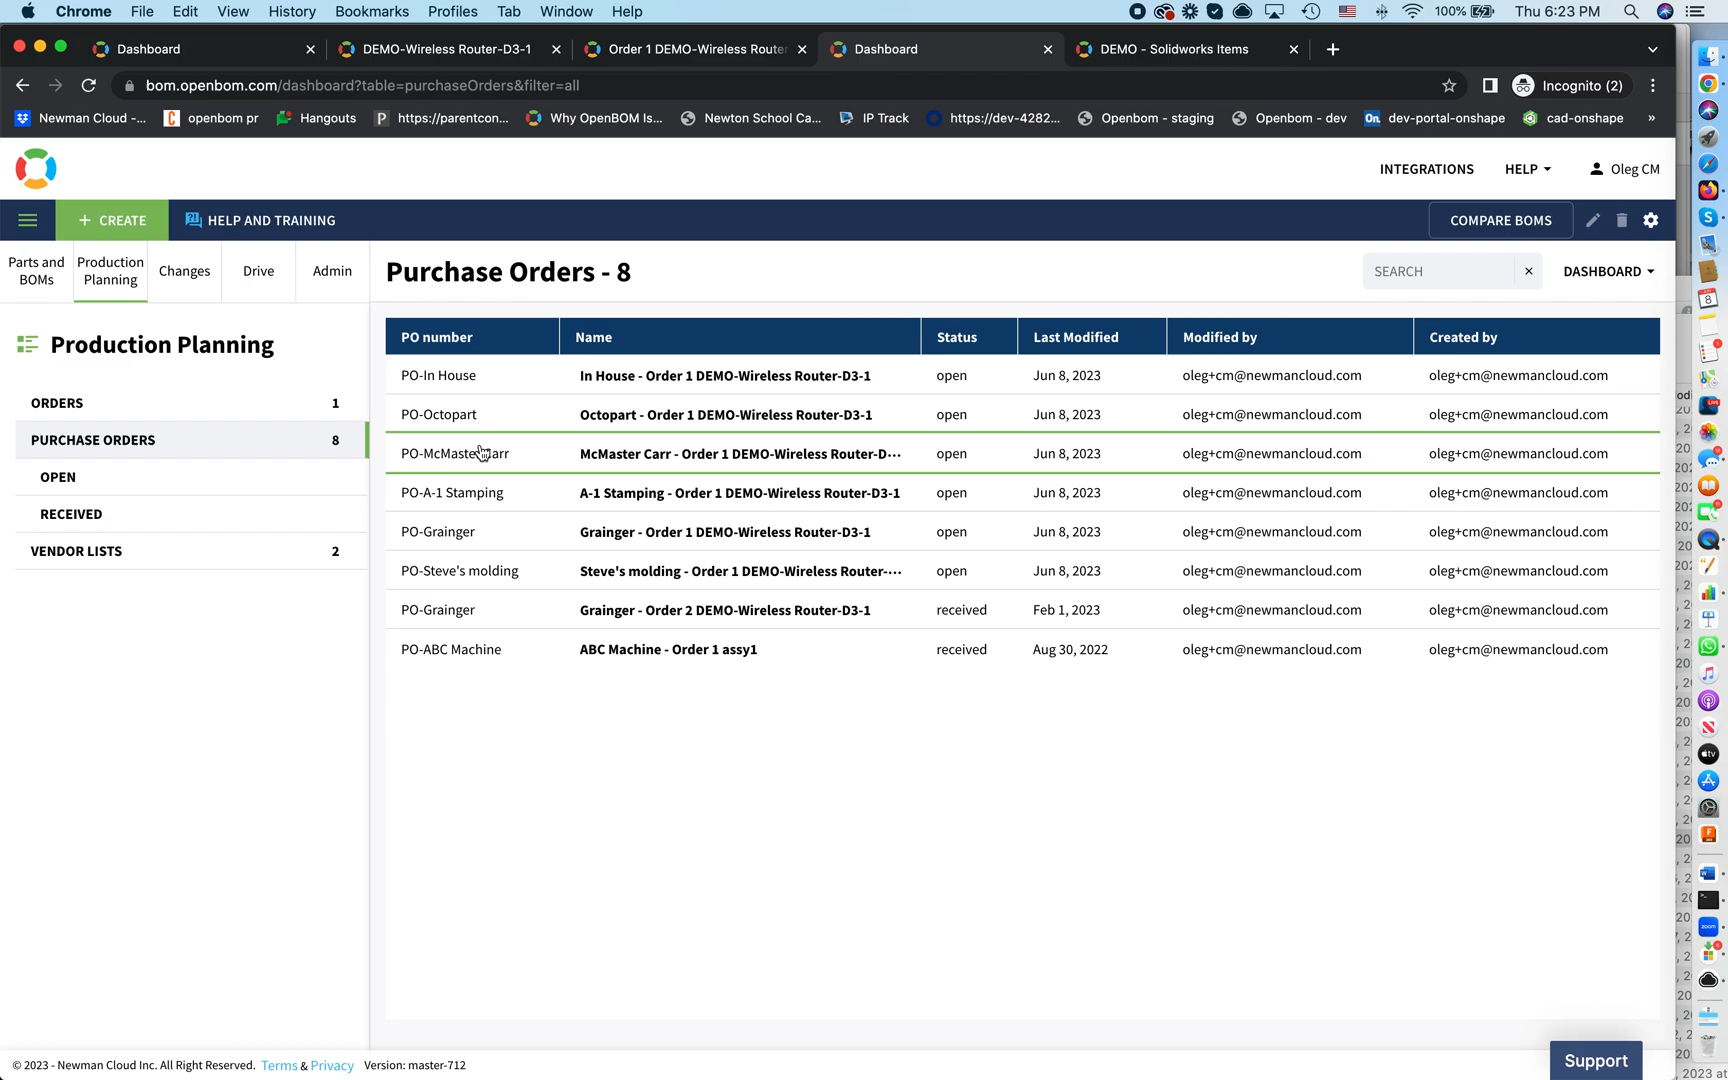 Chrome File Edit View History Bookmarks Profiles Tab Window Help 100% Thu 6:23 PM
Dashboard DEMO-Wireless Router-D3-1 Order 1 DEMO-Wireless Route Dashboard DEMO - Solidworks Items
bom.openbom.com/dashboard?table=purchaseOrders&filter=all Incognito (2)
Newman Cloud -... openbom pr Hangouts https://parentcon... Why OpenBOM Is... Newton School Ca... IP Track https://dev-4282... Openbom - staging Openbom - dev dev-portal-onshape cad-onshape »
INTEGRATIONS HELP Oleg CM
+ CREATE HELP AND TRAINING COMPARE BOMS
Parts and BOMs Production Planning Changes Drive Admin
Purchase Orders - 8 SEARCH × DASHBOARD
Production Planning
ORDERS 1
PURCHASE ORDERS 8
OPEN
RECEIVED
VENDOR LISTS 2
PO number Name Status Last Modified Modified by Created by
PO-In House In House - Order 1 DEMO-Wireless Router-D3-1 open Jun 8, 2023 oleg+cm@newmancloud.com oleg+cm@newmancloud.com
PO-Octopart Octopart - Order 1 DEMO-Wireless Router-D3-1 open Jun 8, 2023 oleg+cm@newmancloud.com oleg+cm@newmancloud.com
McMaster Carr - Order 1 DEMO-Wireless Router-D... open Jun 8, 2023 oleg+cm@newmancloud.com oleg+cm@newmancloud.com
PO-A-1 Stamping A-1 Stamping - Order 1 DEMO-Wireless Router-D3-1 open Jun 8, 2023 oleg+cm@newmancloud.com oleg+cm@newmancloud.com
PO-Grainger Grainger - Order 1 DEMO-Wireless Router-D3-1 open Jun 8, 2023 oleg+cm@newmancloud.com oleg+cm@newmancloud.com
PO-Steve's molding Steve's molding - Order 1 DEMO-Wireless Router-... open Jun 8, 2023 oleg+cm@newmancloud.com oleg+cm@newmancloud.com
PO-Grainger Grainger - Order 2 DEMO-Wireless Router-D3-1 received Feb 1, 2023 oleg+cm@newmancloud.com oleg+cm@newmancloud.com
PO-ABC Machine ABC Machine - Order 1 assy1 received Aug 30, 2022 oleg+cm@newmancloud.com oleg+cm@newmancloud.com
© 2023 - Newman Cloud Inc. All Right Reserved. Terms & Privacy Version: master-712
Support
2023 at